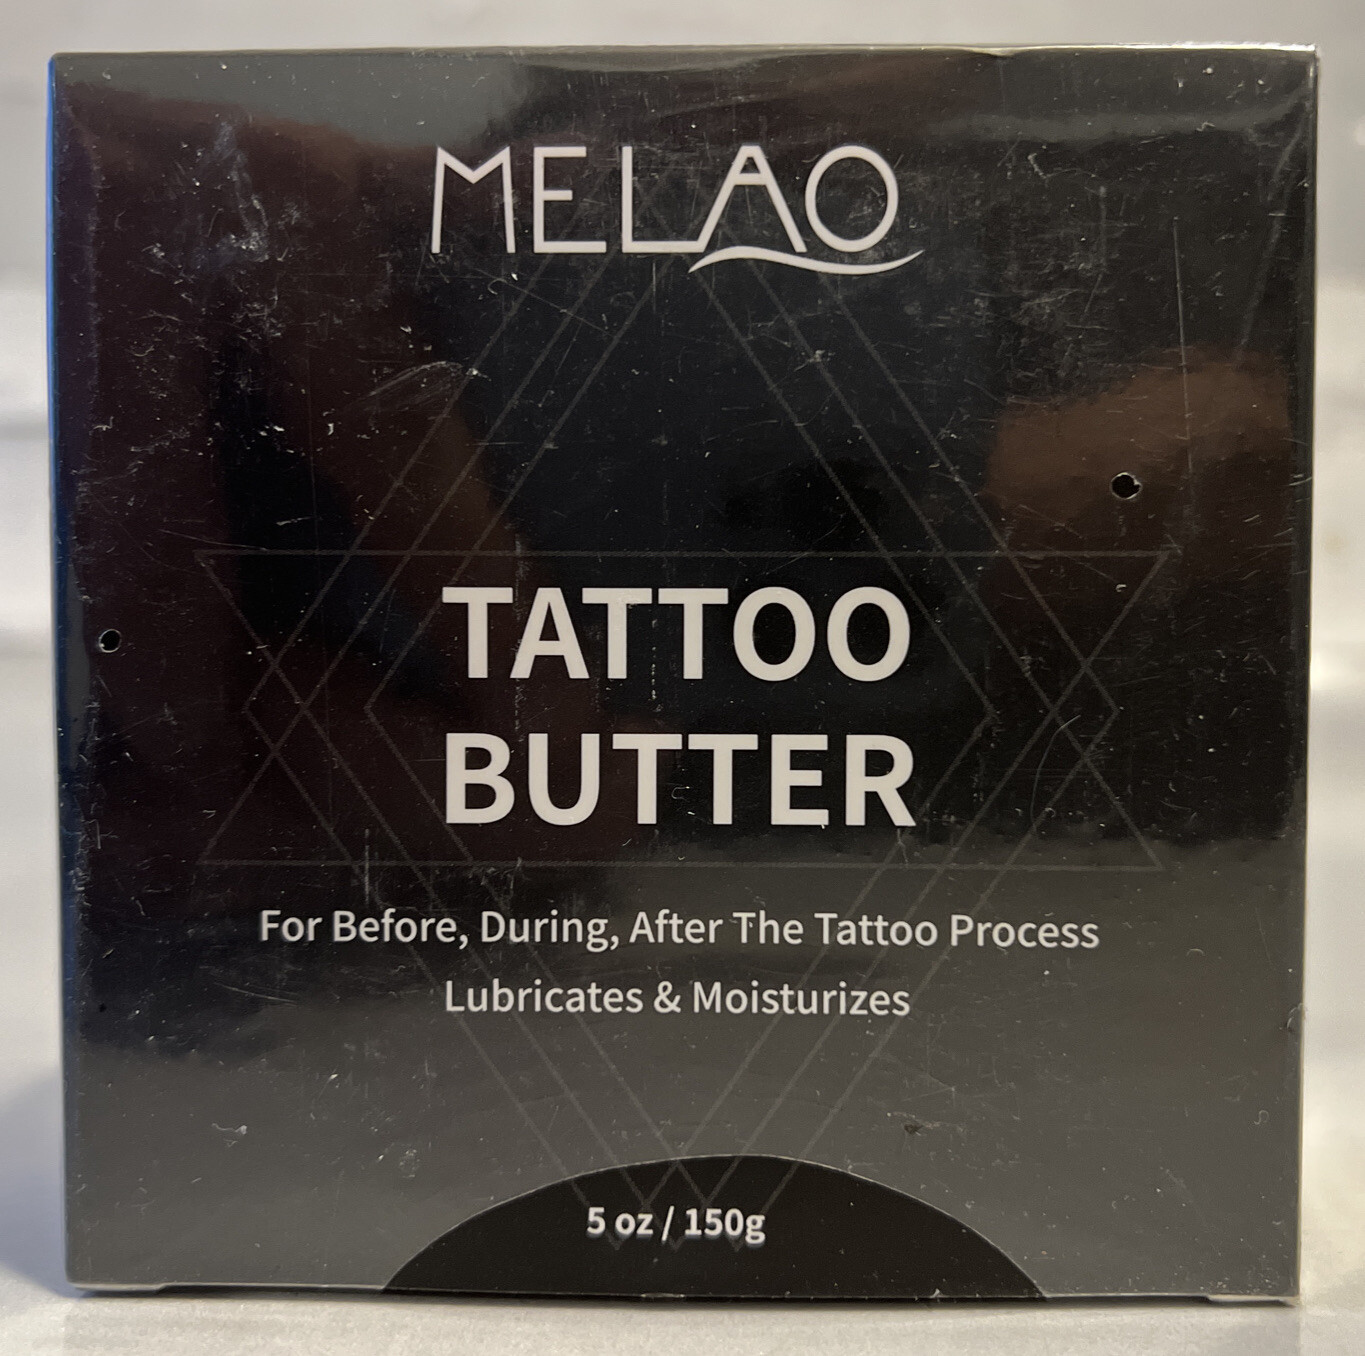 MELAO
TATTOO
BUTTER
For Before, During, After The Tattoo Process
Lubricates & Moisturizes
5 oz / 150g